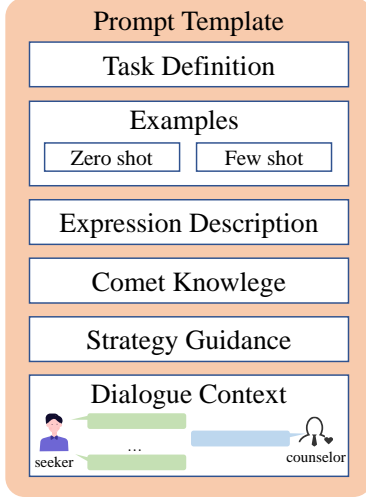 Prompt Template
Task Definition
Examples
Zero shot Few shot
Expression Description
Comet Knowlege
Strategy Guidance
Dialogue Context
...
seeker counselor